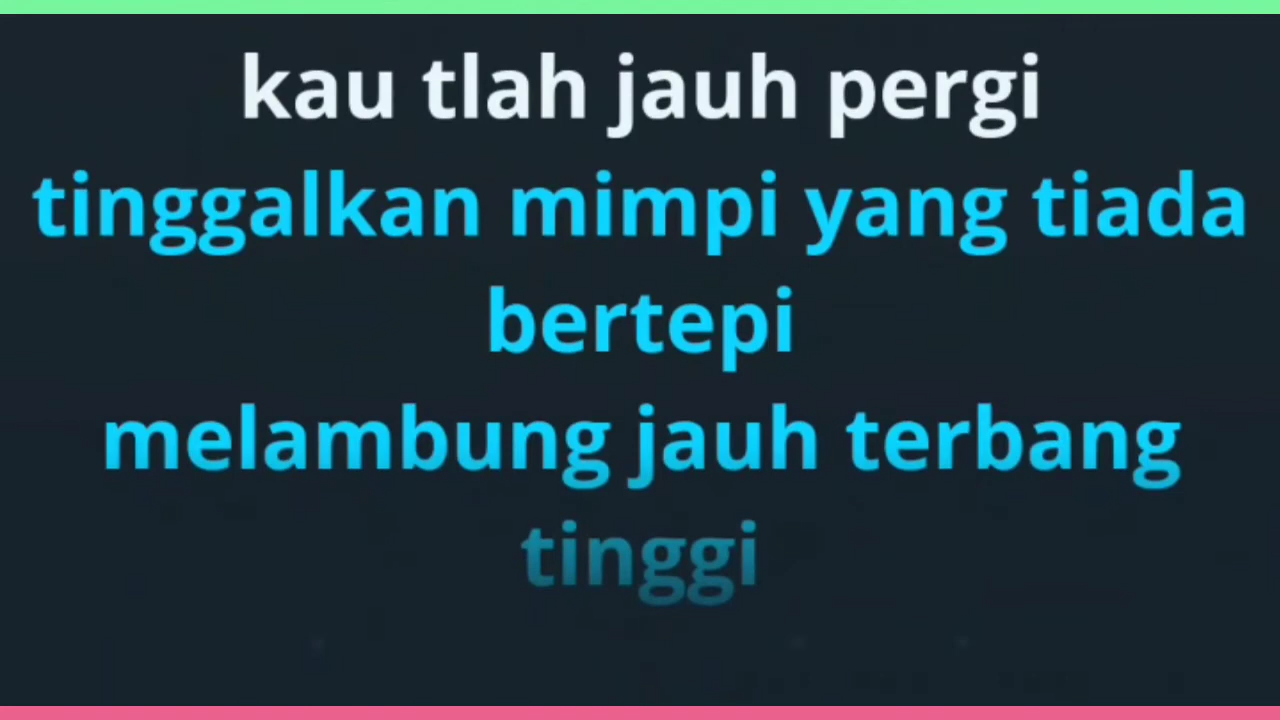 kau tlah jauh pergi
tinggalkan mimpi yang tiada
bertepi
melambung jauh terbang
tinggi